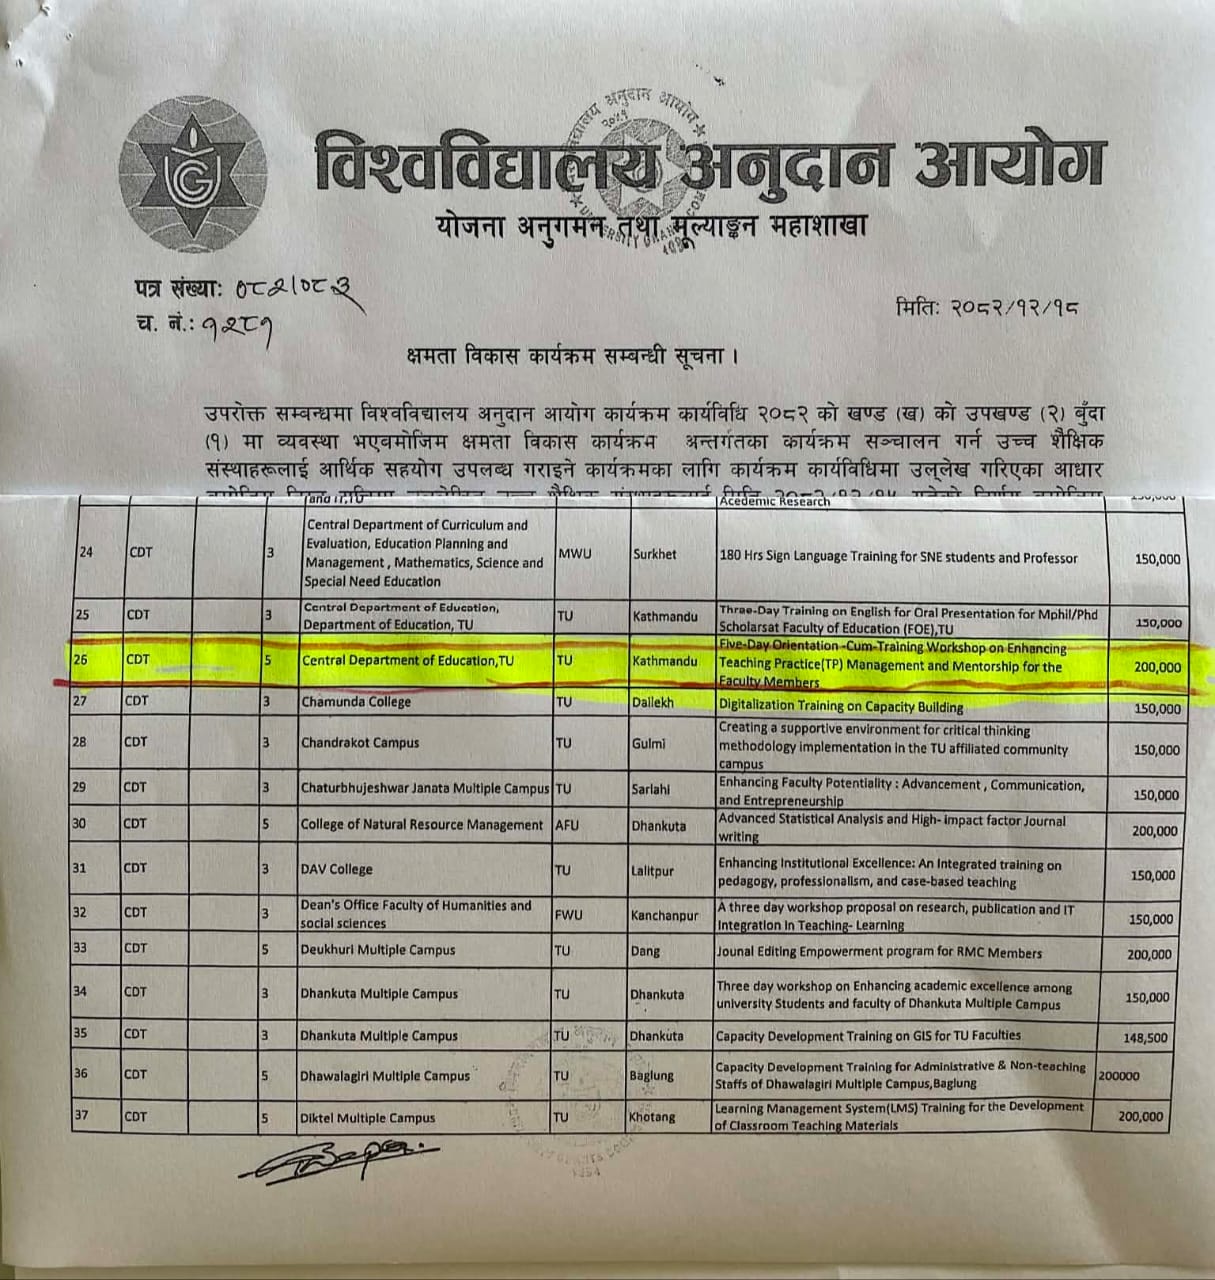 विश्वविद्यालय अनुदान आयोग
योजना अनुगमन तथा मूल्याङ्कन महाशाखा
पत्र संख्याः ०८२/०८३
च. नं.: १२८१
मितिः २०८२/१२/१८
क्षमता विकास कार्यक्रम सम्बन्धी सूचना ।
उपरोक्त सम्बन्धमा विश्वविद्यालय अनुदान आयोग कार्यक्रम कार्यविधि २०८२ को खण्ड (ख) को उपखण्ड (२) बुँदा
(१) मा व्यवस्था भएबमोजिम क्षमता विकास कार्यक्रम अन्तर्गतका कार्यक्रम सञ्चालन गर्न उच्च शैक्षिक
संस्थाहरूलाई आर्थिक सहयोग उपलब्ध गराइने कार्यक्रमका लागि कार्यक्रम कार्यविधिमा उल्लेख गरिएका आधार
and IT,TU Acedemic Research 150,000
24 CDT 3 Central Department of Curriculum and
Evaluation, Education Planning and
Management , Mathematics, Science and
Special Need Education MWU Surkhet 180 Hrs Sign Language Training for SNE students and Professor 150,000
25 CDT 3 Central Department of Education,
Department of Education, TU TU Kathmandu Three-Day Training on English for Oral Presentation for Mphil/Phd
Scholarsat Faculty of Education (FOE),TU 150,000
26 CDT 5 Central Department of Education,TU TU Kathmandu Five-Day Orientation -Cum-Training Workshop on Enhancing
Teaching Practice(TP) Management and Mentorship for the
Faculty Members 200,000
27 CDT 3 Chamunda College TU Dailekh Digitalization Training on Capacity Building 150,000
28 CDT 3 Chandrakot Campus TU Gulmi Creating a supportive environment for critical thinking
methodology implementation in the TU affiliated community
campus 150,000
29 CDT 3 Chaturbhujeshwar Janata Multiple Campus TU Sarlahi Enhancing Faculty Potentiality : Advancement , Communication,
and Entrepreneurship 150,000
30 CDT 5 College of Natural Resource Management AFU Dhankuta Advanced Statistical Analysis and High- impact factor Journal
writing 200,000
31 CDT 3 DAV College TU Lalitpur Enhancing Institutional Excellence: An Integrated training on
pedagogy, professionalism, and case-based teaching 150,000
32 CDT 3 Dean's Office Faculty of Humanities and
social sciences FWU Kanchanpur A three day workshop proposal on research, publication and IT
Integration in Teaching- Learning 150,000
33 CDT 5 Deukhuri Multiple Campus TU Dang Jounal Editing Empowerment program for RMC Members 200,000
34 CDT 3 Dhankuta Multiple Campus TU Dhankuta Three day workshop on Enhancing academic excellence among
university Students and faculty of Dhankuta Multiple Campus 150,000
35 CDT 3 Dhankuta Multiple Campus TU Dhankuta Capacity Development Training on GIS for TU Faculties 148,500
36 CDT 5 Dhawalagiri Multiple Campus TU Baglung Capacity Development Training for Administrative & Non-teaching
Staffs of Dhawalagiri Multiple Campus,Baglung 200000
37 CDT 5 Diktel Multiple Campus TU Khotang Learning Management System(LMS) Training for the Development
of Classroom Teaching Materials 200,000